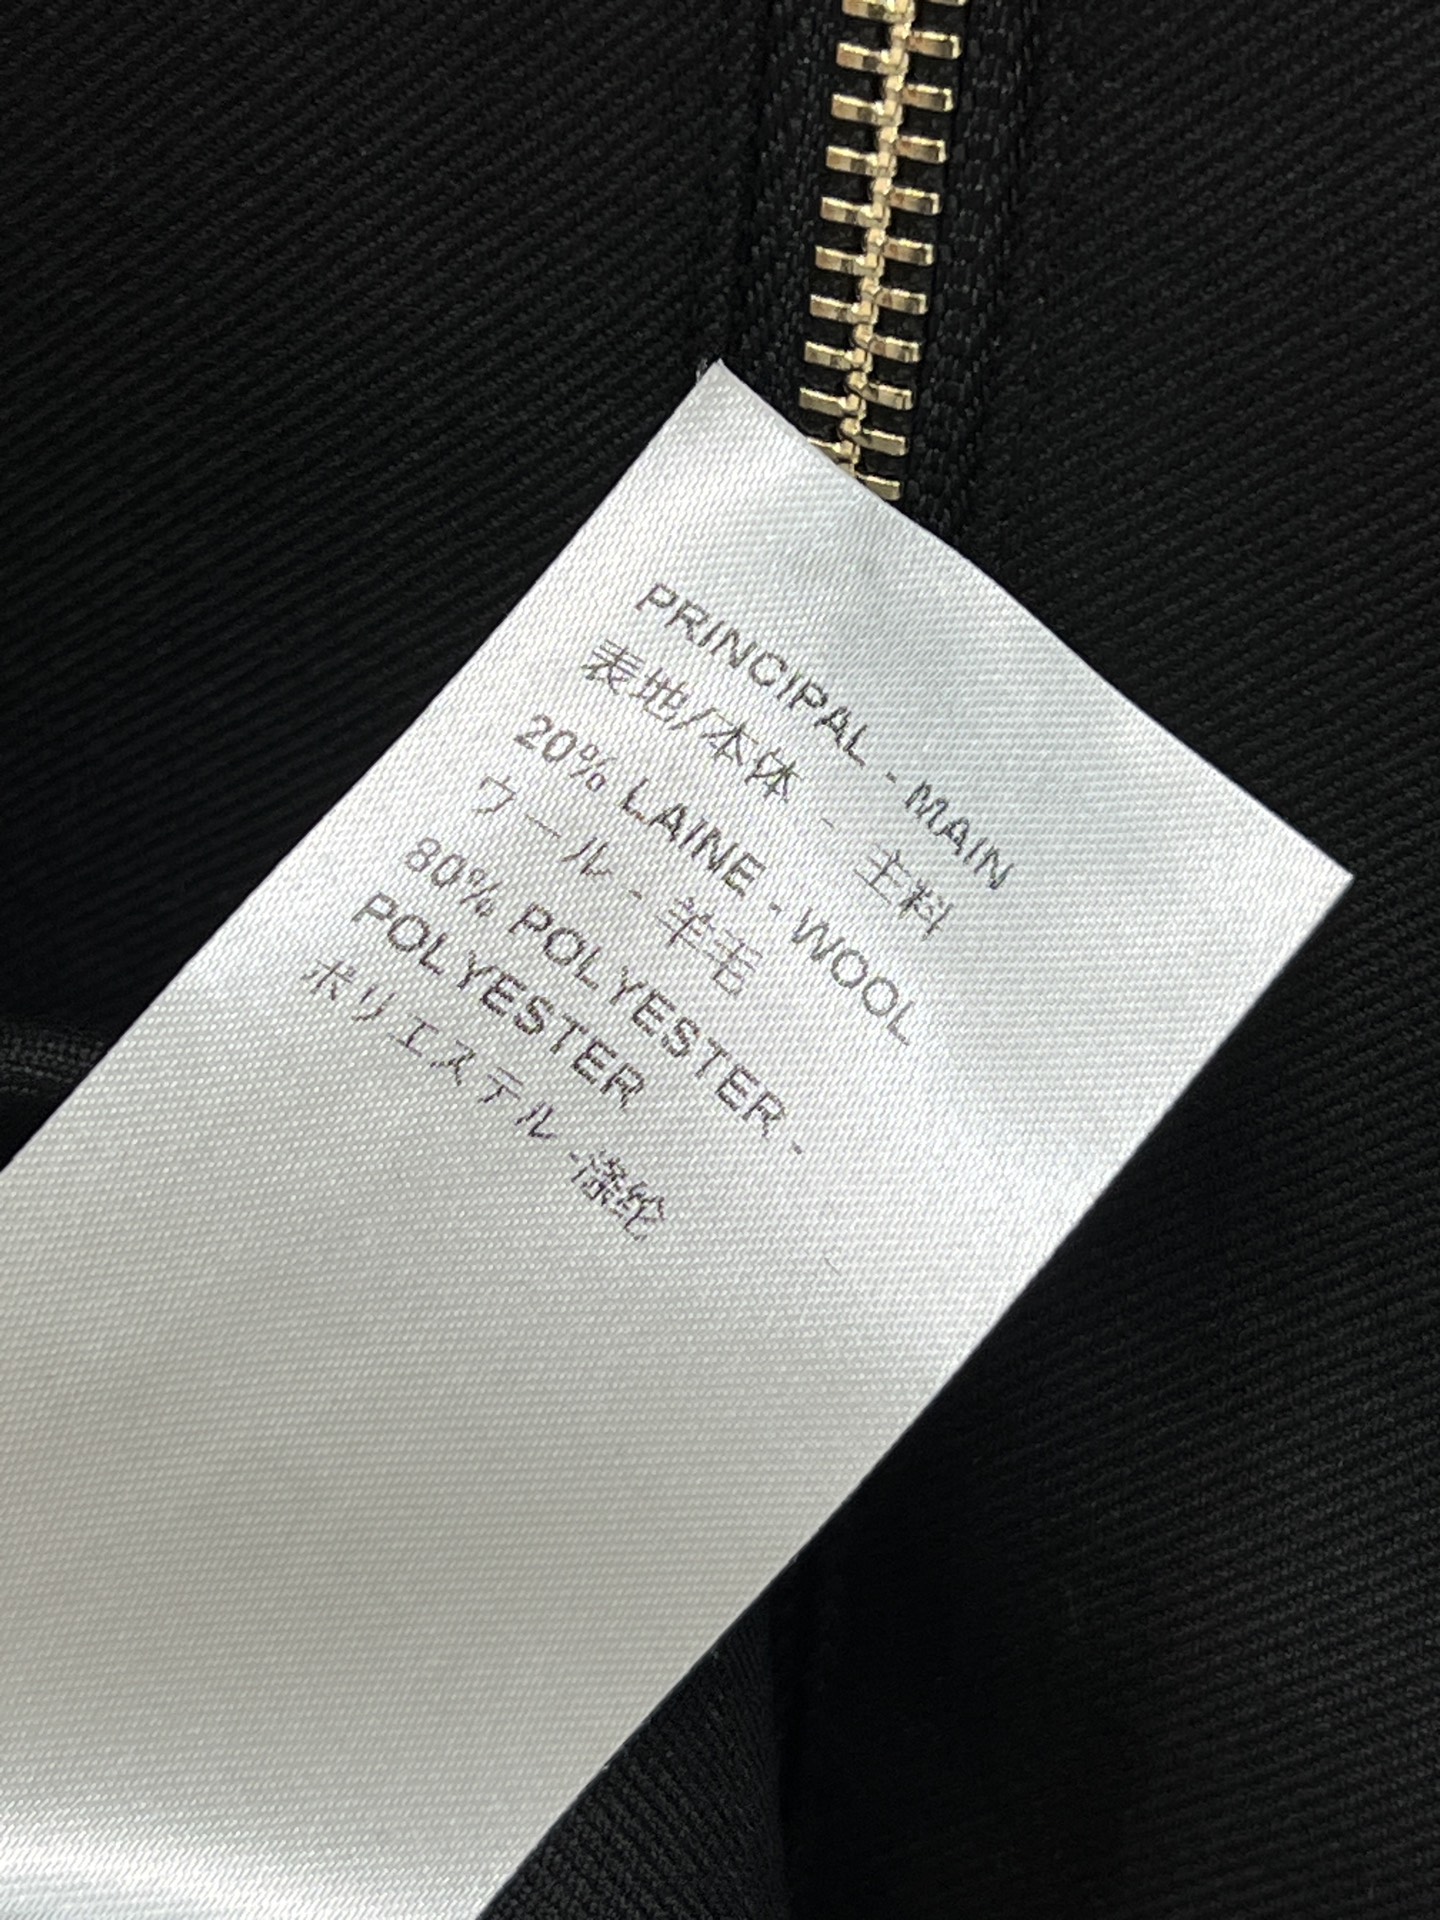 PRINCIPAL - MAIN
表地/本体 - 主料
20% LAINE - WOOL
ウール - 羊毛
80% POLYESTER -
POLYESTER
ポリエステル -涤纶